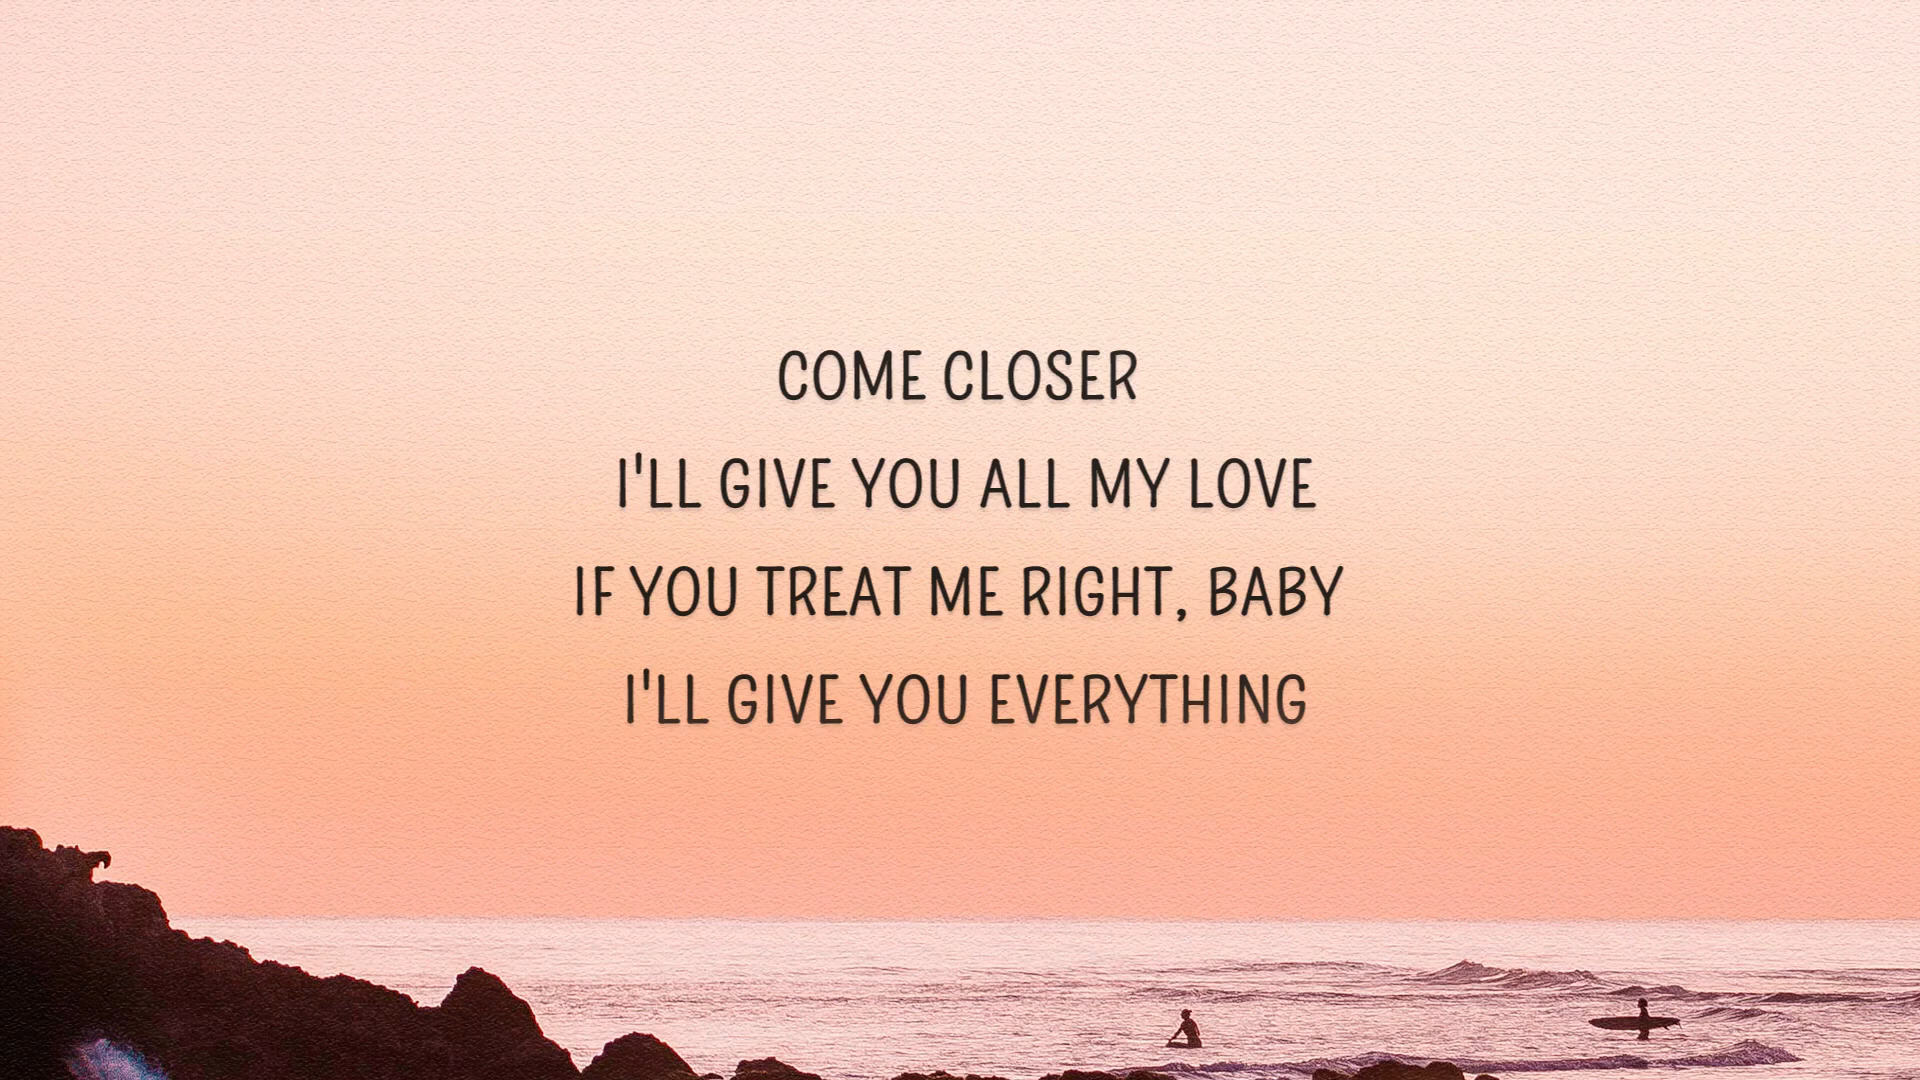 COME CLOSER
I'LL GIVE YOU ALL MY LOVE
IF YOU TREAT ME RIGHT, BABY
I'LL GIVE YOU EVERYTHING